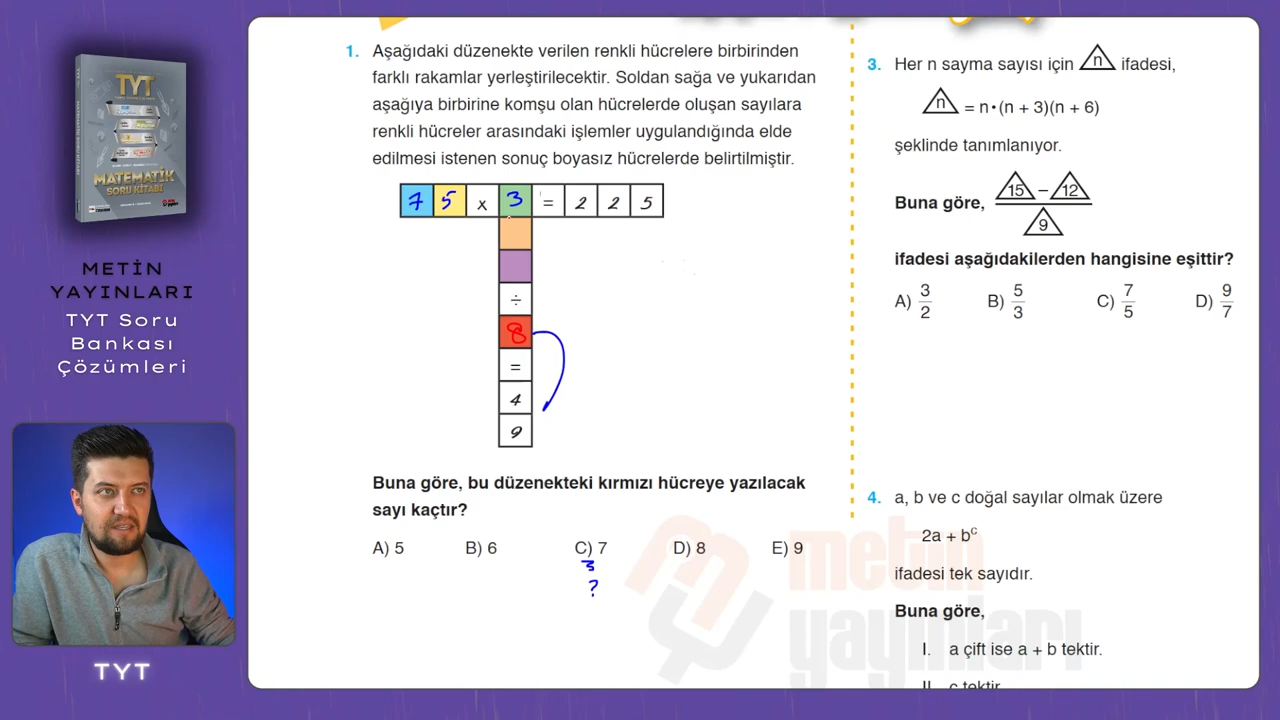 TYT
MATEMATİK
SORU KİTABI
METİN
YAYINLARI
TYT Soru
Bankası
Çözümleri
TYT
1. Aşağıdaki düzenekte verilen renkli hücrelere birbirinden
farklı rakamlar yerleştirilecektir. Soldan sağa ve yukarıdan
aşağıya birbirine komşu olan hücrelerde oluşan sayılara
renkli hücreler arasındaki işlemler uygulandığında elde
edilmesi istenen sonuç boyasız hücrelerde belirtilmiştir.
7 5 x 3 = 2 2 5
÷
8
=
4
9
Buna göre, bu düzenekteki kırmızı hücreye yazılacak
sayı kaçtır?
A) 5 B) 6 C) 7 D) 8 E) 9
3
?
3. Her n sayma sayısı için n ifadesi,
n = n•(n + 3)(n + 6)
şeklinde tanımlanıyor.
15 – 12
Buna göre,
9
ifadesi aşağıdakilerden hangisine eşittir?
A) 3/2 B) 5/3 C) 7/5 D) 9/7
4. a, b ve c doğal sayılar olmak üzere
2a + bᶜ
ifadesi tek sayıdır.
Buna göre,
I. a çift ise a + b tektir.
II. c tektir
metin
yayınları